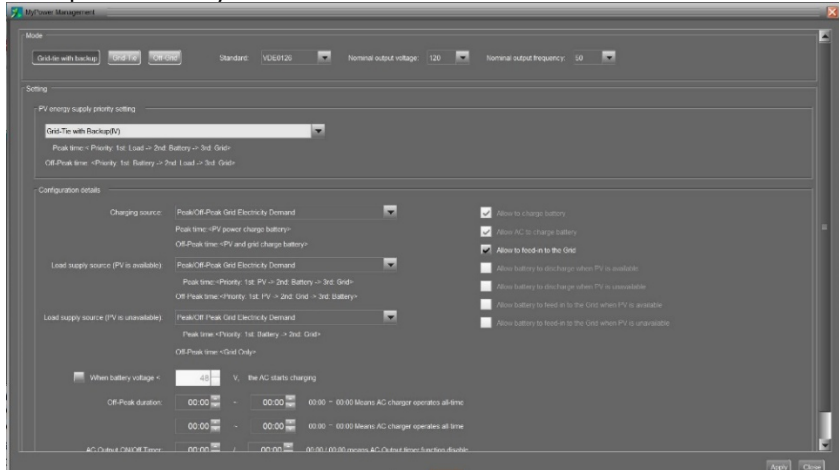 MyPower Management
Mode
Grid-tie with backup Grid-Tie Off-Grid Standard: VDE0126 Nominal output voltage: 120 Nominal output frequency: 50
Setting
PV energy supply priority setting
Grid-Tie with Backup(IV)
Peak time:< Priority: 1st: Load -> 2nd: Battery -> 3rd: Grid>
Off-Peak time: <Priority: 1st: Battery -> 2nd: Load -> 3rd: Grid>
Configuration details
Charging source: Peak/Off-Peak Grid Electricity Demand
Peak time:<PV power charge battery>
Off-Peak time:<PV and grid charge battery>
Load supply source (PV is available): Peak/Off-Peak Grid Electricity Demand
Peak time:<Priority: 1st: PV -> 2nd: Battery -> 3rd: Grid>
Off-Peak time:<Priority: 1st: PV -> 2nd: Grid -> 3rd: Battery>
Load supply source (PV is unavailable): Peak/Off-Peak Grid Electricity Demand
Peak time:<Priority: 1st: Battery -> 2nd: Grid>
Off-Peak time:<Grid Only>
Allow to charge battery
Allow AC to charge battery
Allow to feed-in to the Grid
Allow battery to discharge when PV is available
Allow battery to discharge when PV is unavailable
Allow battery to feed-in to the Grid when PV is available
Allow battery to feed-in to the Grid when PV is unavailable
When battery voltage < 48 V, the AC starts charging
Off-Peak duration: 00:00 ~ 00:00 00:00 ~ 00:00 Means AC charger operates all-time
00:00 ~ 00:00 00:00 ~ 00:00 Means AC charger operates all time
AC Output ON/Off Timer: 00:00 / 00:00 00:00 / 00:00 means AC Output timer function disable
Apply Close